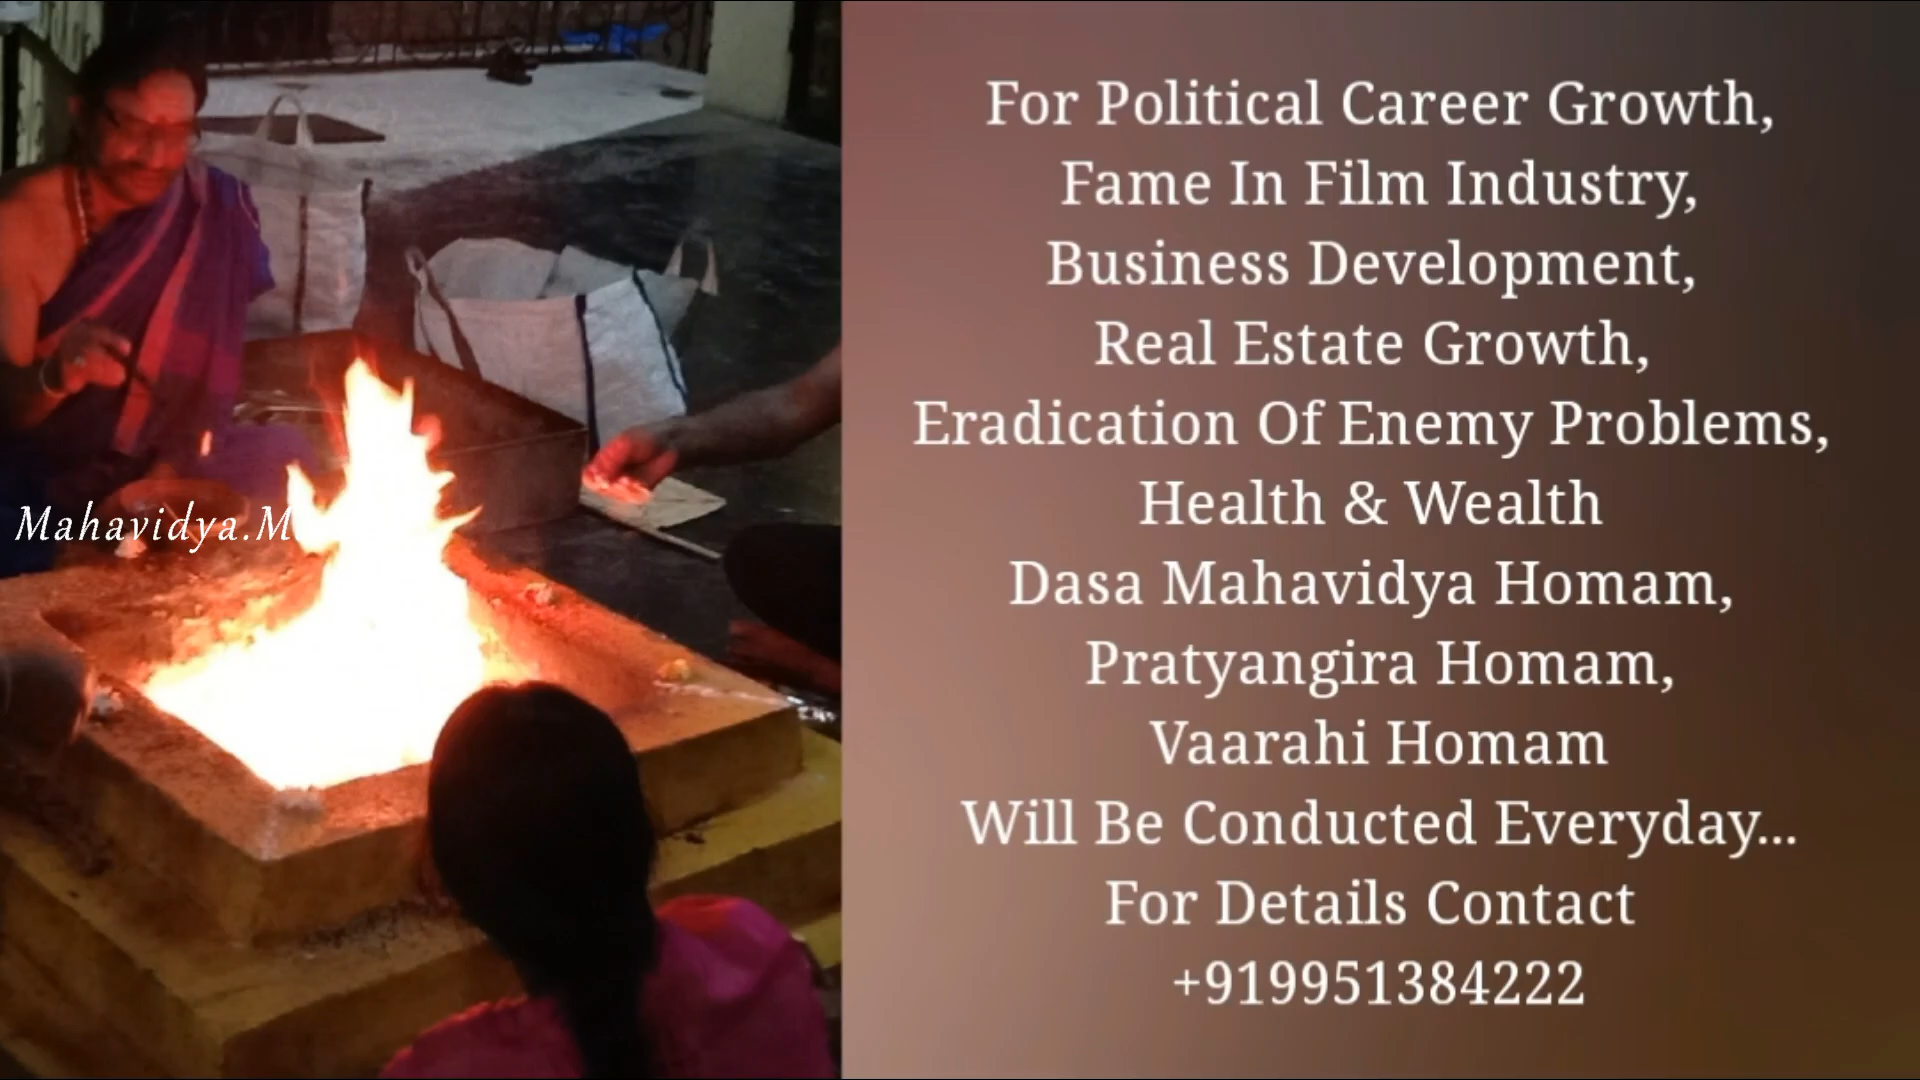 Mahavidya.M
For Political Career Growth,
Fame In Film Industry,
Business Development,
Real Estate Growth,
Eradication Of Enemy Problems,
Health & Wealth
Dasa Mahavidya Homam,
Pratyangira Homam,
Vaarahi Homam
Will Be Conducted Everyday...
For Details Contact
+919951384222